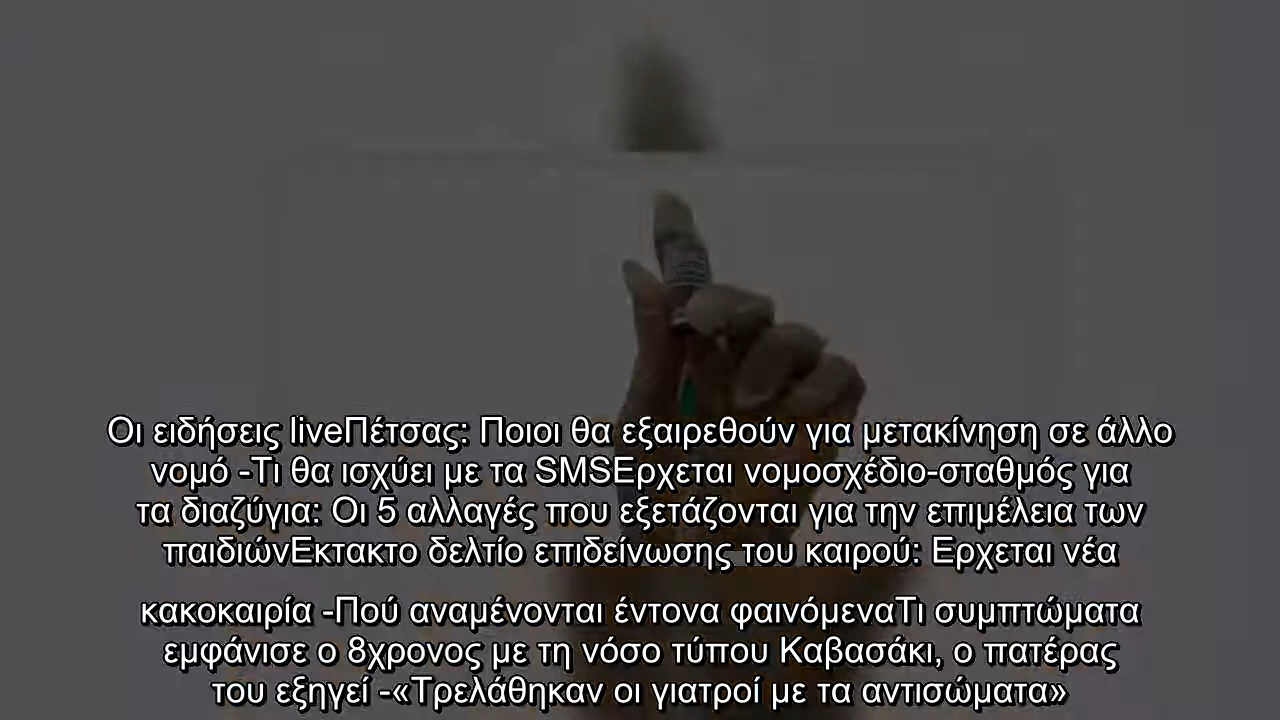 Οι ειδήσεις liveΠέτσας: Ποιοι θα εξαιρεθούν για μετακίνηση σε άλλο
νομό -Τι θα ισχύει με τα SMSΕρχεται νομοσχέδιο-σταθμός για
τα διαζύγια: Οι 5 αλλαγές που εξετάζονται για την επιμέλεια των
παιδιώνΕκτακτο δελτίο επιδείνωσης του καιρού: Ερχεται νέα
κακοκαιρία -Πού αναμένονται έντονα φαινόμεναΤι συμπτώματα
εμφάνισε ο 8χρονος με τη νόσο τύπου Καβασάκι, ο πατέρας
του εξηγεί -«Τρελάθηκαν οι γιατροί με τα αντισώματα»